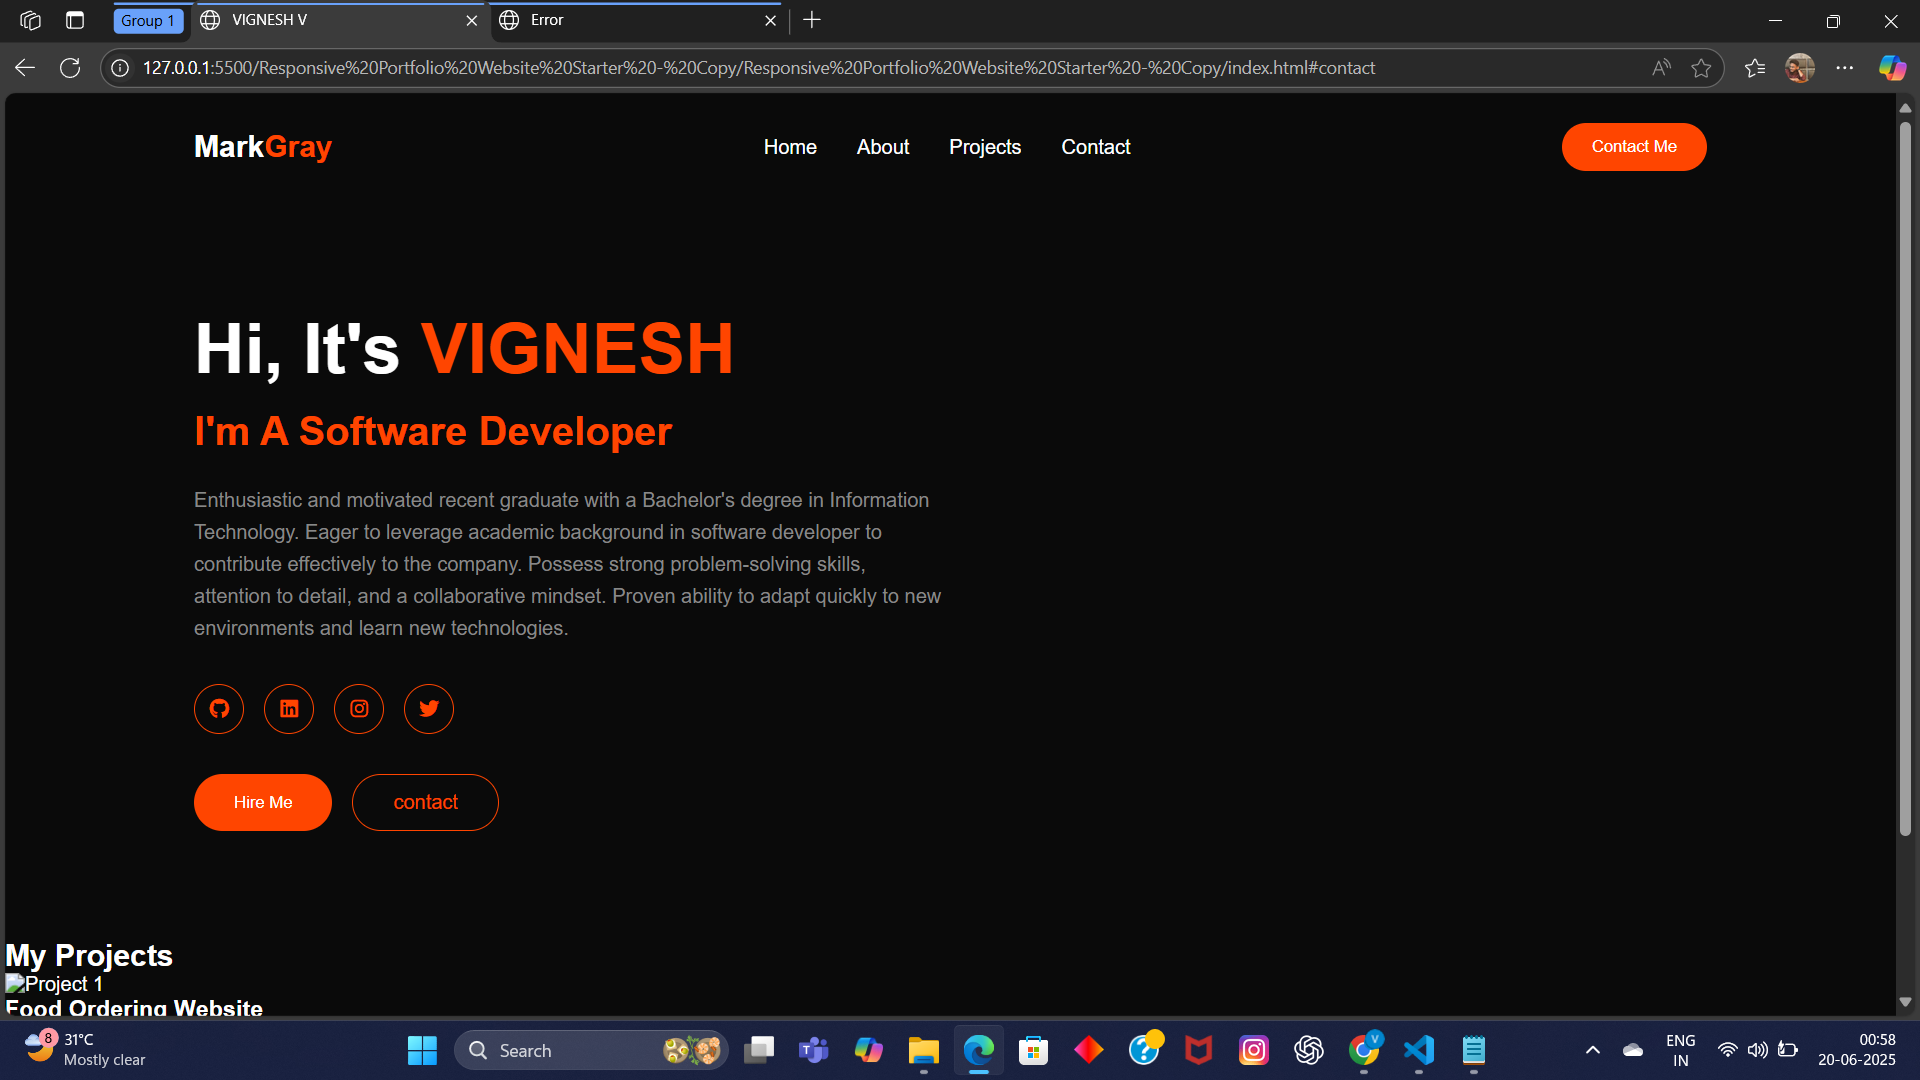 Group 1
VIGNESH V
Error
127.0.0.1:5500/Responsive%20Portfolio%20Website%20Starter%20-%20Copy/Responsive%20Portfolio%20Website%20Starter%20-%20Copy/index.html#contact
MarkGray
Home
About
Projects
Contact
Contact Me
Hi, It's VIGNESH
I'm A Software Developer
Enthusiastic and motivated recent graduate with a Bachelor's degree in Information
Technology. Eager to leverage academic background in software developer to
contribute effectively to the company. Possess strong problem-solving skills,
attention to detail, and a collaborative mindset. Proven ability to adapt quickly to new
environments and learn new technologies.
Hire Me
contact
My Projects
Project 1
Food Ordering Website
8
31°C
Mostly clear
Search
V
ENG
IN
00:58
20-06-2025